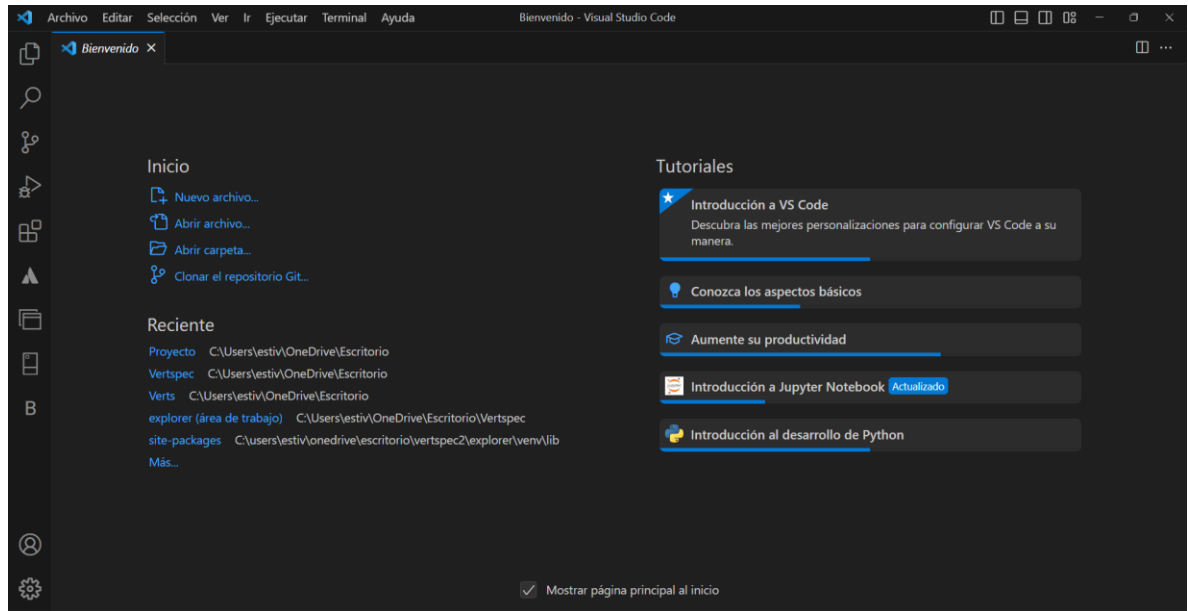 Archivo Editar Selección Ver Ir Ejecutar Terminal Ayuda Bienvenido - Visual Studio Code
Bienvenido
Inicio
Nuevo archivo...
Abrir archivo...
Abrir carpeta...
Clonar el repositorio Git...
Reciente
Proyecto C:\Users\estiv\OneDrive\Escritorio
Vertspec C:\Users\estiv\OneDrive\Escritorio
Verts C:\Users\estiv\OneDrive\Escritorio
explorer (área de trabajo) C:\Users\estiv\OneDrive\Escritorio\Vertspec
site-packages C:\users\estiv\onedrive\escritorio\vertspec2\explorer\venv\lib
Más...
Tutoriales
Introducción a VS Code
Descubra las mejores personalizaciones para configurar VS Code a su
manera.
Conozca los aspectos básicos
Aumente su productividad
Introducción a Jupyter Notebook Actualizado
Introducción al desarrollo de Python
B
Mostrar página principal al inicio